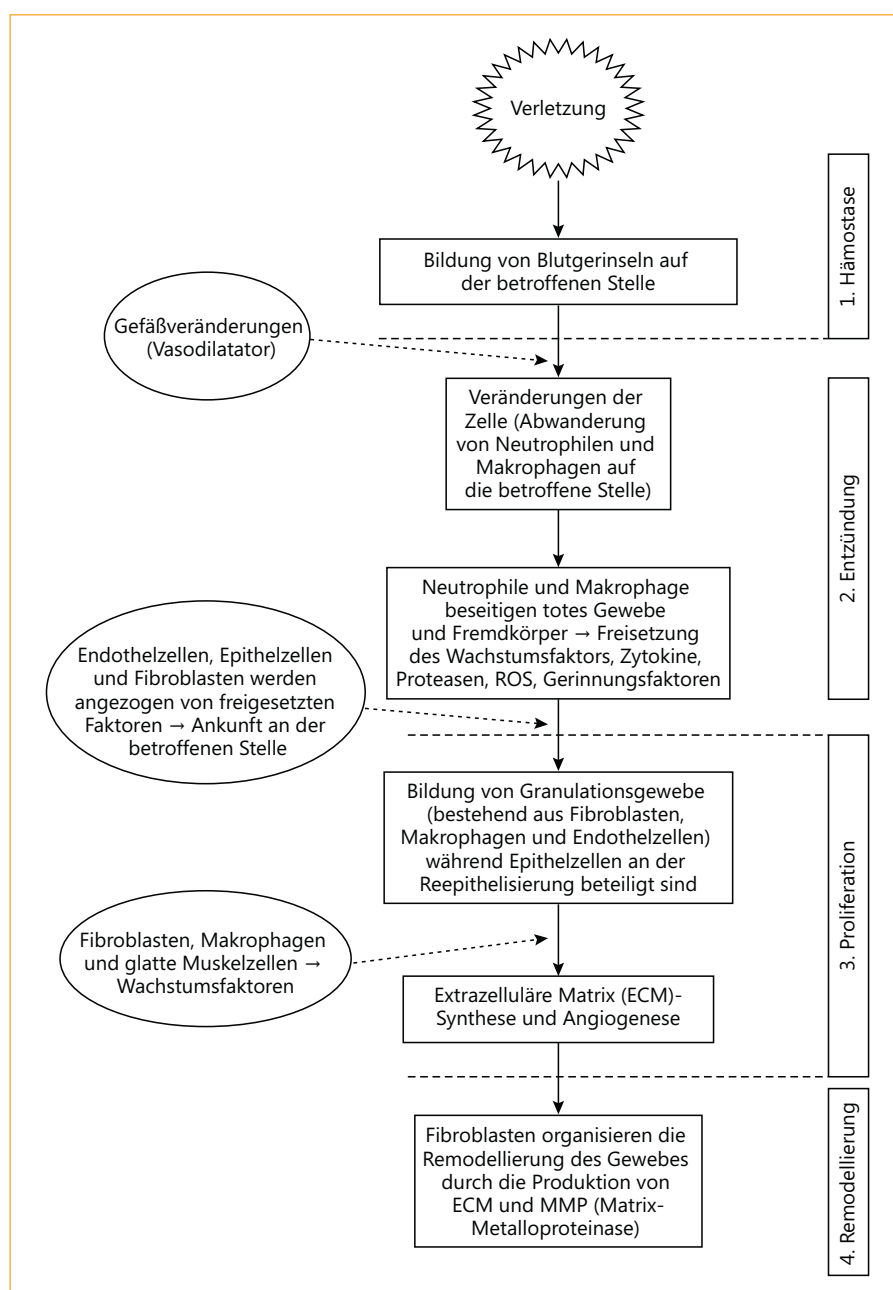 Verletzung
1. Hämostase
Bildung von Blutgerinseln auf
der betroffenen Stelle
Gefäßveränderungen
(Vasodilatator)
Veränderungen der
Zelle (Abwanderung
von Neutrophilen und
Makrophagen auf
die betroffene Stelle)
2. Entzündung
Neutrophile und Makrophage
beseitigen totes Gewebe
und Fremdkörper → Freisetzung
des Wachstumsfaktors, Zytokine,
Proteasen, ROS, Gerinnungsfaktoren
Endothelzellen, Epithelzellen
und Fibroblasten werden
angezogen von freigesetzten
Faktoren → Ankunft an der
betroffenen Stelle
Bildung von Granulationsgewebe
(bestehend aus Fibroblasten,
Makrophagen und Endothelzellen)
während Epithelzellen an der
Reepithelisierung beteiligt sind
3. Proliferation
Fibroblasten, Makrophagen
und glatte Muskelzellen →
Wachstumsfaktoren
Extrazelluläre Matrix (ECM)-
Synthese und Angiogenese
Fibroblasten organisieren die
Remodellierung des Gewebes
durch die Produktion von
ECM und MMP (Matrix-
Metalloproteinase)
4. Remodellierung